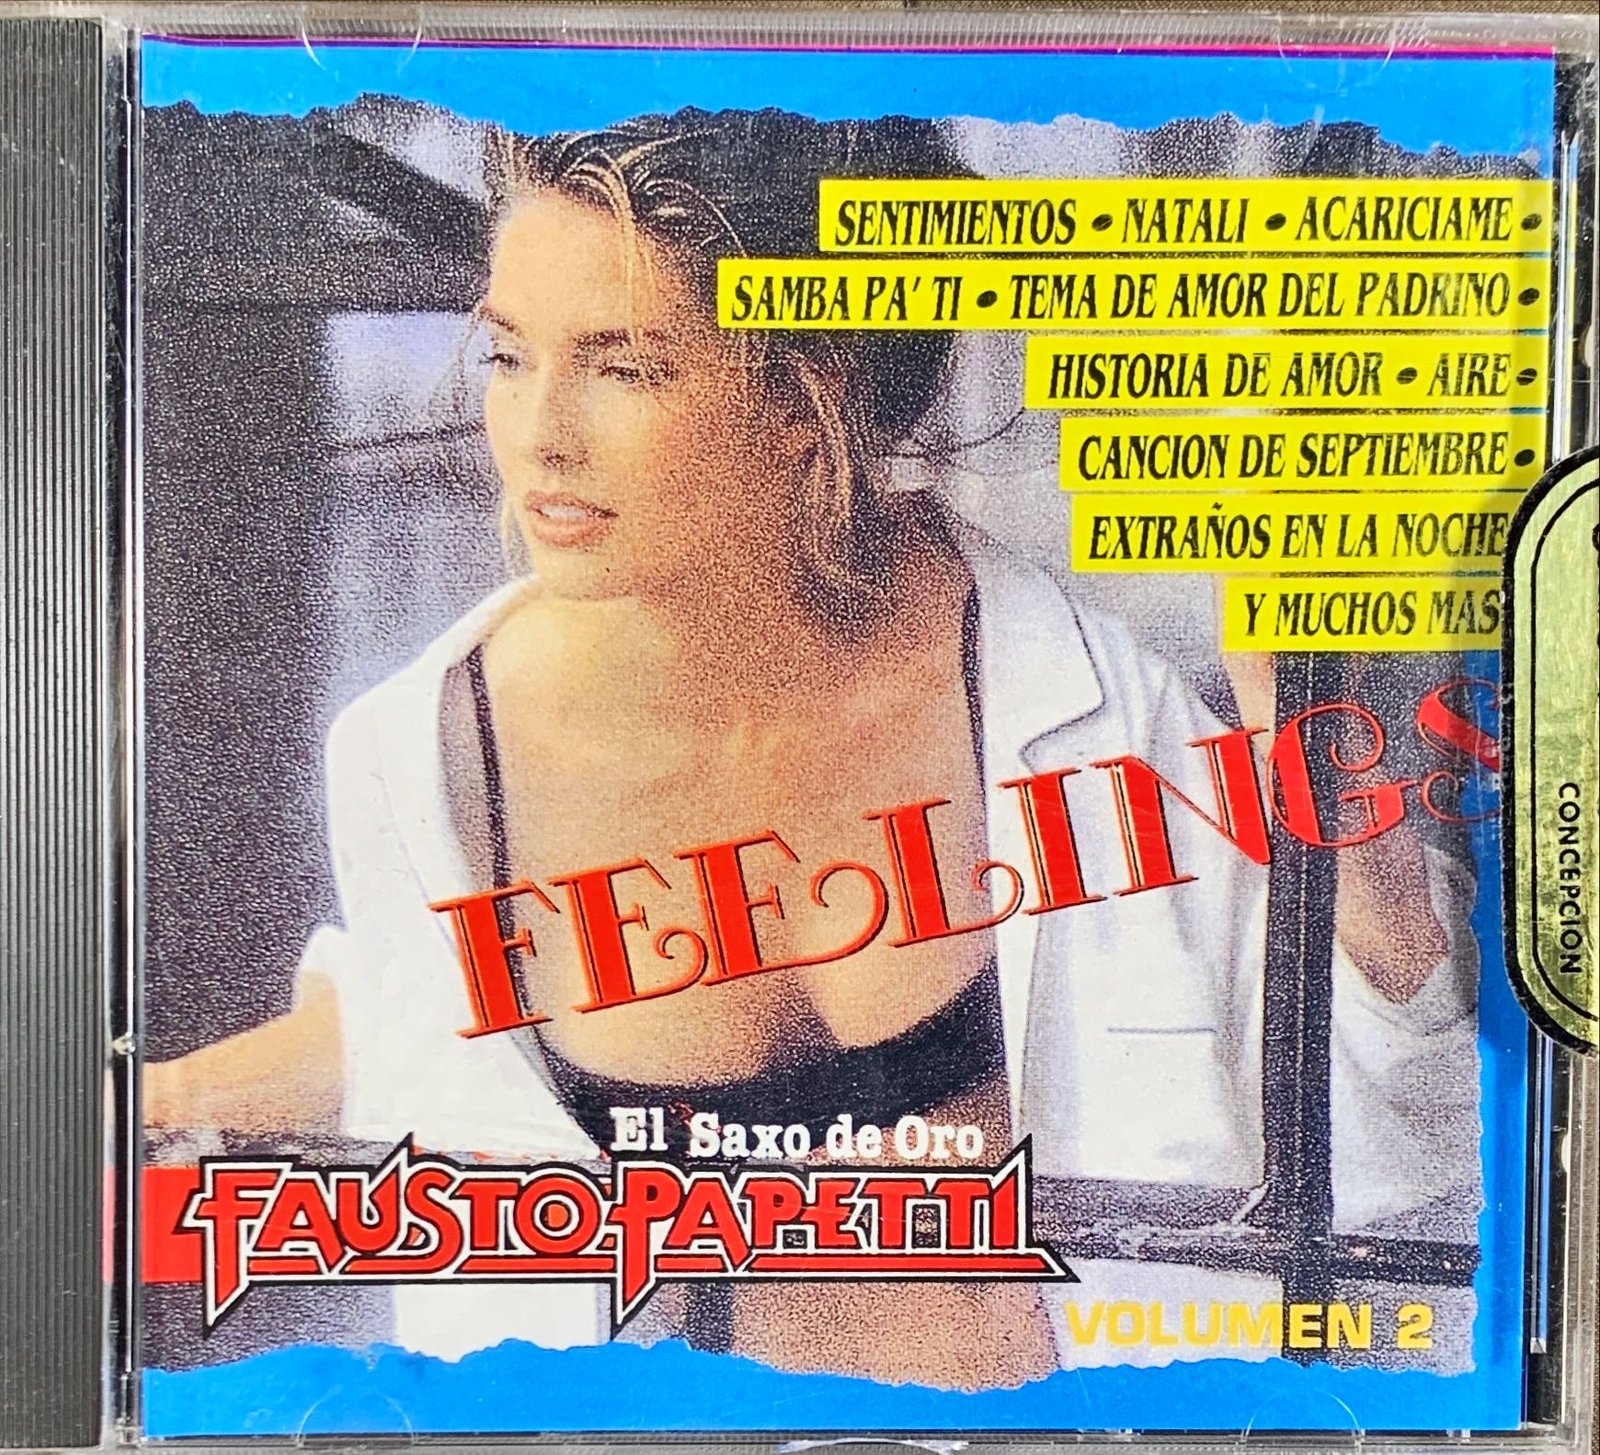 SENTIMIENTOS • NATALI • ACARICIAME •
SAMBA PA' TI • TEMA DE AMOR DEL PADRINO •
HISTORIA DE AMOR • AIRE •
CANCION DE SEPTIEMBRE •
EXTRAÑOS EN LA NOCHE
Y MUCHOS MAS
FEELINGS
CONCEPCION
El Saxo de Oro
FAUSTO PAPETTI
VOLUMEN 2